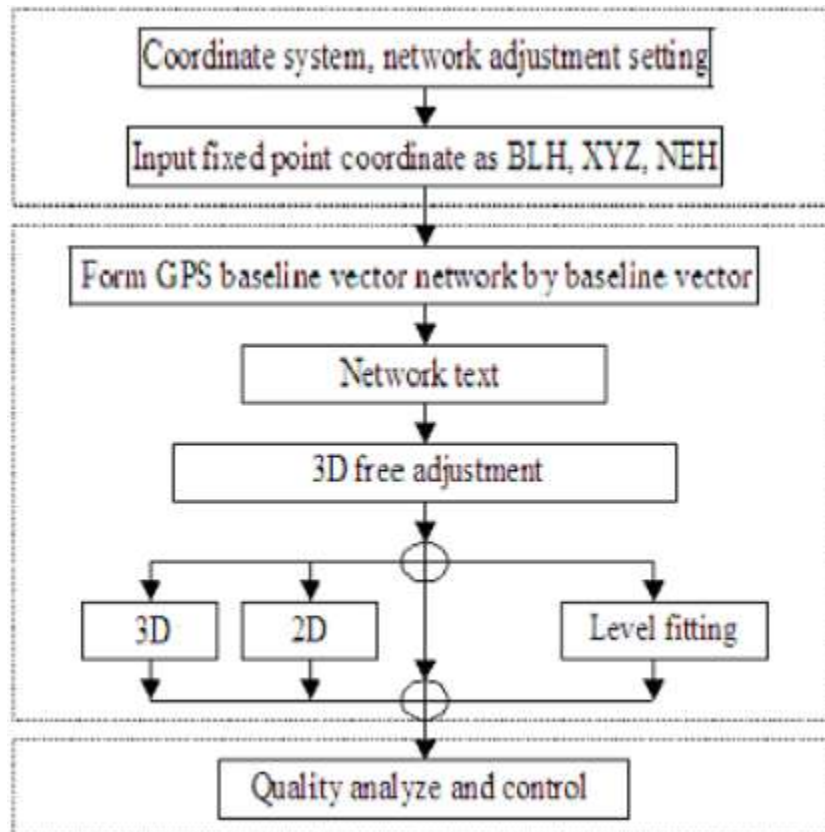 Coordinate system, network adjustment setting
Input fixed point coordinate as BLH, XYZ, NEH
Form GPS baseline vector network by baseline vector
Network text
3D free adjustment
3D
2D
Level fitting
Quality analyze and control